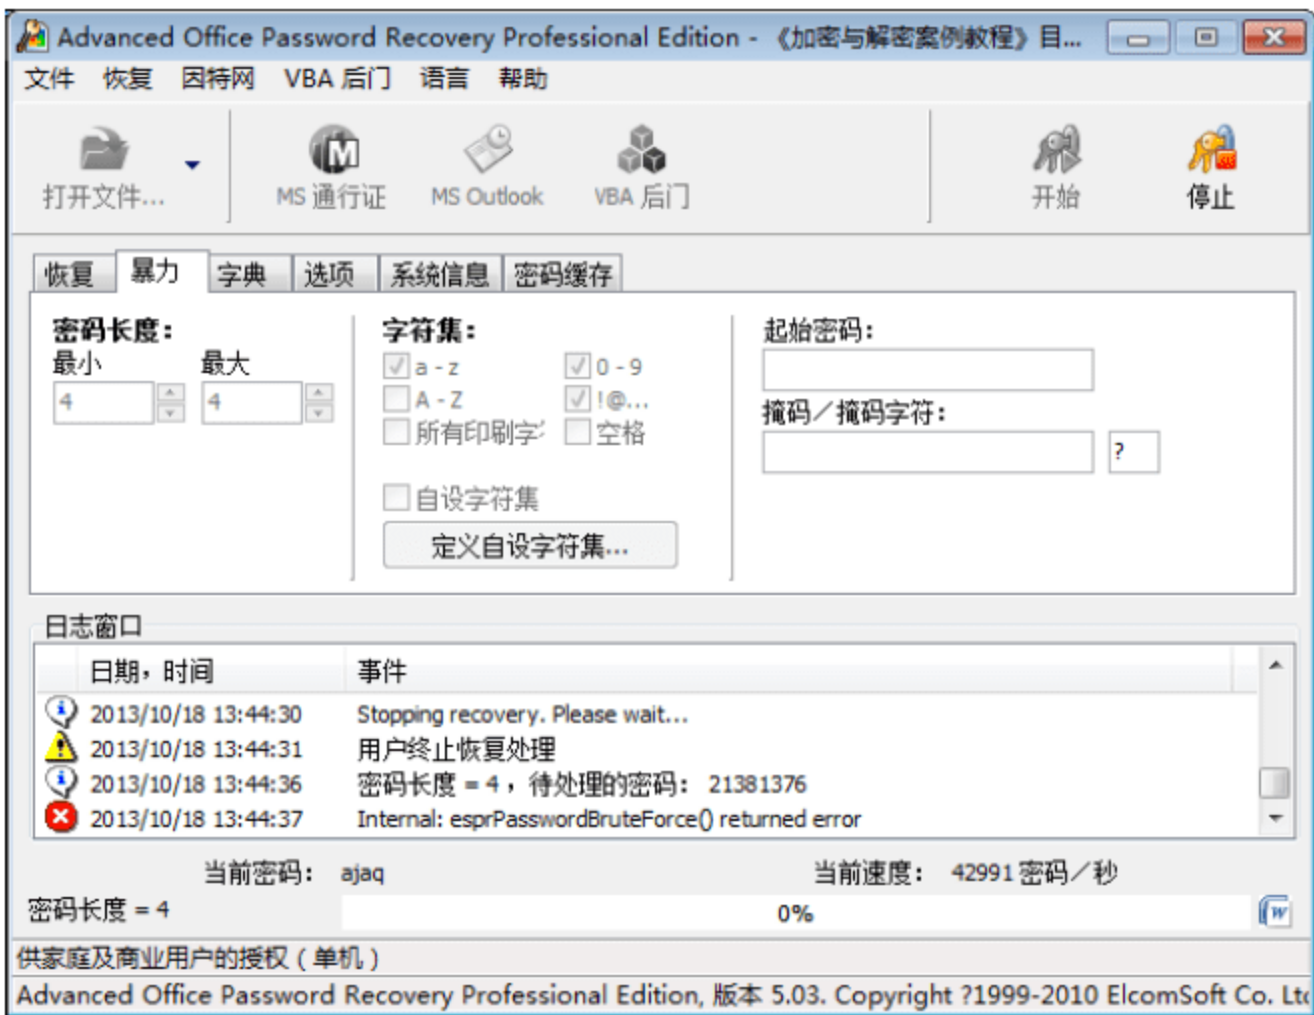 Advanced Office Password Recovery Professional Edition - 《加密与解密案例教程》目...
文件 恢复 因特网 VBA 后门 语言 帮助
打开文件... MS 通行证 MS Outlook VBA 后门 开始 停止
恢复 暴力 字典 选项 系统信息 密码缓存
密码长度: 字符集: 起始密码:
最小 最大
a - z 0 - 9
4 4
A - Z !@...
掩码/掩码字符:
所有印刷字 空格
?
自设字符集
定义自设字符集...
日志窗口
日期, 时间 事件
2013/10/18 13:44:30 Stopping recovery. Please wait...
2013/10/18 13:44:31 用户终止恢复处理
2013/10/18 13:44:36 密码长度 = 4, 待处理的密码: 21381376
2013/10/18 13:44:37 Internal: esprPasswordBruteForce() returned error
当前密码: ajaq 当前速度: 42991 密码/秒
密码长度 = 4 0%
供家庭及商业用户的授权 ( 单机 )
Advanced Office Password Recovery Professional Edition, 版本 5.03. Copyright ?1999-2010 ElcomSoft Co. Ltd